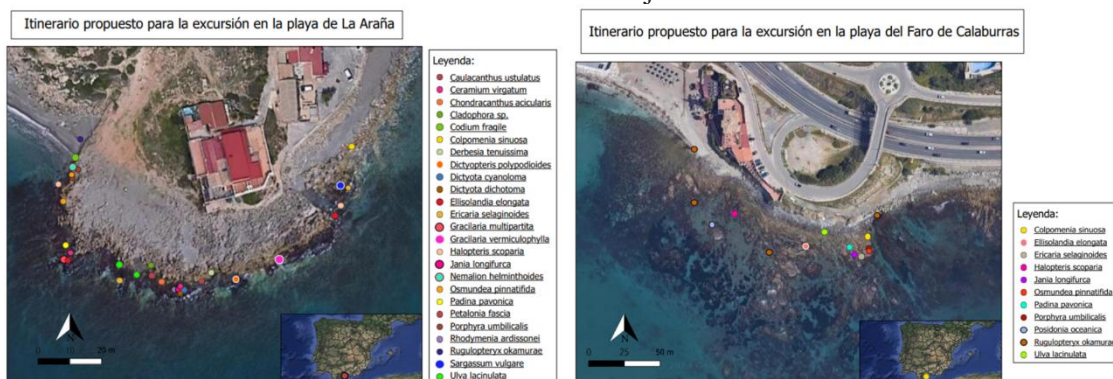 Itinerario propuesto para la excursión en la playa de La Araña
Leyenda:
Caulacanthus ustulatus
Ceramium virgatum
Chondracanthus acicularis
Cladophora sp.
Codium fragile
Colpomenia sinuosa
Derbesia tenuissima
Dictyopteris polypodioides
Dictyota cyanoloma
Dictyota dichotoma
Ellisolandia elongata
Ericaria selaginoides
Gracilaria multipartita
Gracilaria vermiculophylla
Halopteris scoparia
Jania longifurca
Nemalion helminthoides
Osmundea pinnatifida
Padina pavonica
Petalonia fascia
Porphyra umbilicalis
Rhodymenia ardissonei
Rugulopteryx okamurae
Sargassum vulgare
Ulva lacinulata
0 20 m
Itinerario propuesto para la excursión en la playa del Faro de Calaburras
Leyenda:
Colpomenia sinuosa
Ellisolandia elongata
Ericaria selaginoides
Halopteris scoparia
Jania longifurca
Osmundea pinnatifida
Padina pavonica
Porphyra umbilicalis
Posidonia oceanica
Rugulopteryx okamurae
Ulva lacinulata
0 25 50 m